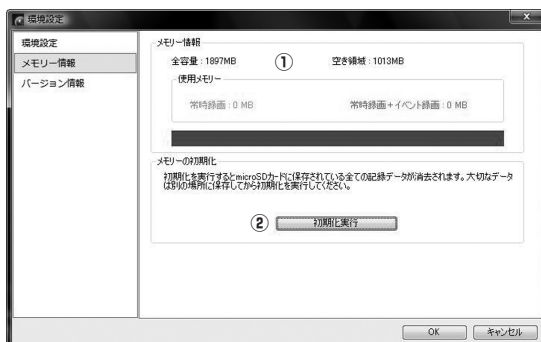 環境設定
x
環境設定
メモリー情報
バージョン情報
メモリー情報
全容量:1897MB
①
空き領域:1013MB
使用メモリー
常時録画:0 MB
常時録画+イベント録画:0 MB
メモリーの初期化
初期化を実行するとmicroSDカードに保存されている全ての記録データが消去されます。大切なデータ
は別の場所に保存してから初期化を実行してください。
②
初期化実行
OK
キャンセル